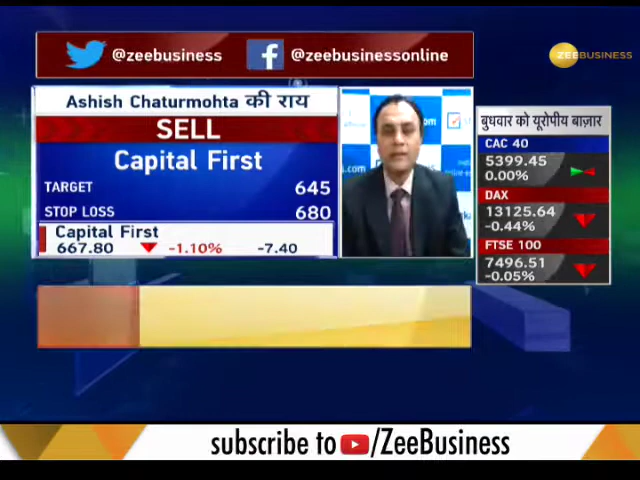 @zeebusiness @zeebusinessonline
ZEEBUSINESS
Ashish Chaturmohta की राय
SELL
Capital First
TARGET 645
STOP LOSS 680
Capital First
667.80 -1.10% -7.40
.com
s.com
बुधवार को यूरोपीय बाज़ार
CAC 40
5399.45
0.00%
DAX
13125.64
-0.44%
FTSE 100
7496.51
-0.05%
subscribe to /ZeeBusiness